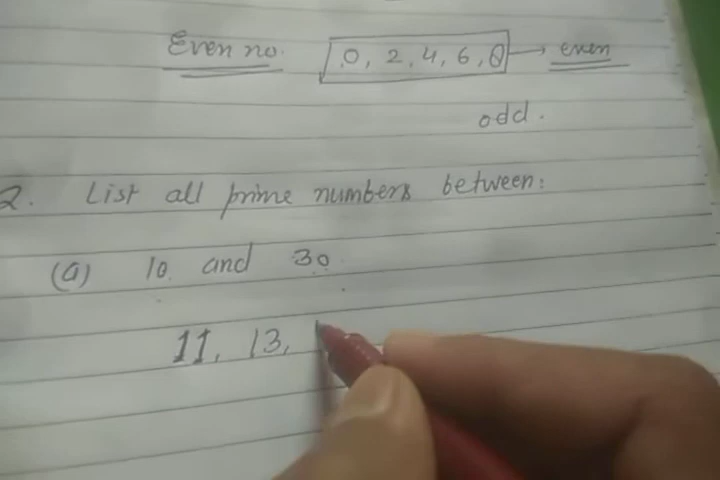 Even no. 0, 2, 4, 6, 8 → even
odd.
2. List all prime numbers between:
(a) 10 and 30
11, 13,